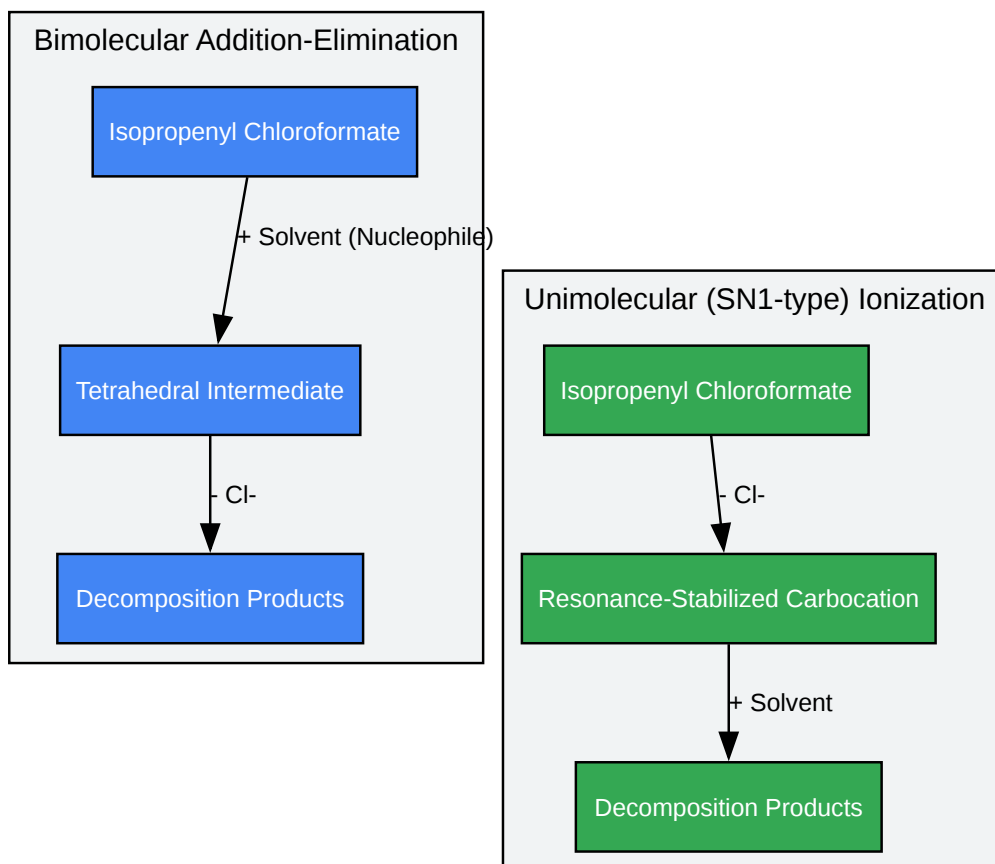 Bimolecular Addition-Elimination
Isopropenyl Chloroformate
+ Solvent (Nucleophile)
Tetrahedral Intermediate
- Cl-
Decomposition Products
Unimolecular (SN1-type) Ionization
Isopropenyl Chloroformate
- Cl-
Resonance-Stabilized Carbocation
+ Solvent
Decomposition Products